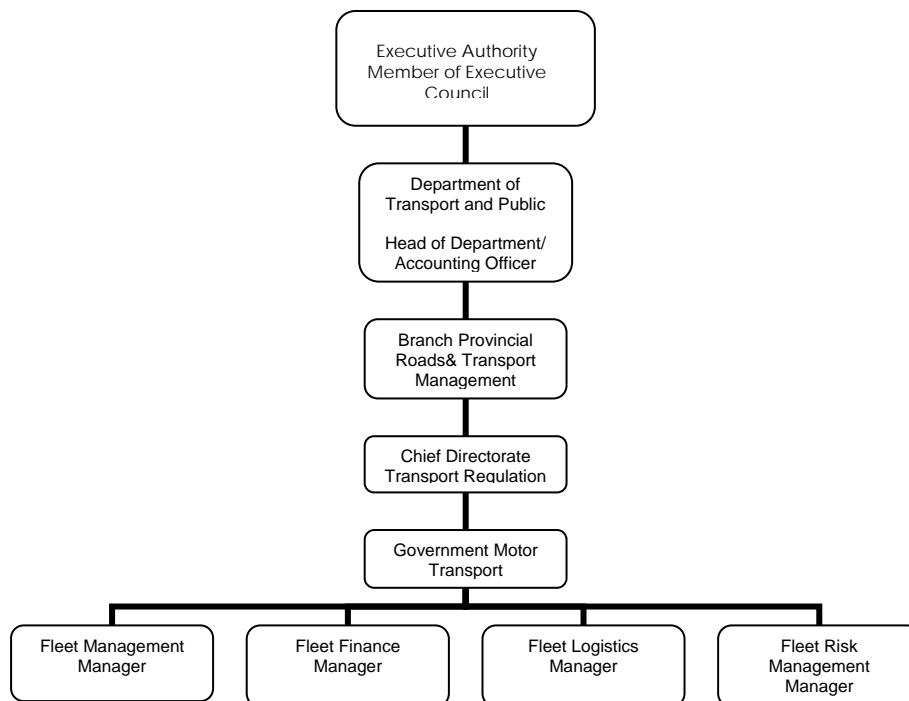 Executive Authority
Member of Executive
Council
Department of
Transport and Public
Head of Department/
Accounting Officer
Branch Provincial
Roads& Transport
Management
Chief Directorate
Transport Regulation
Government Motor
Transport
Fleet Management
Manager
Fleet Finance
Manager
Fleet Logistics
Manager
Fleet Risk
Management
Manager